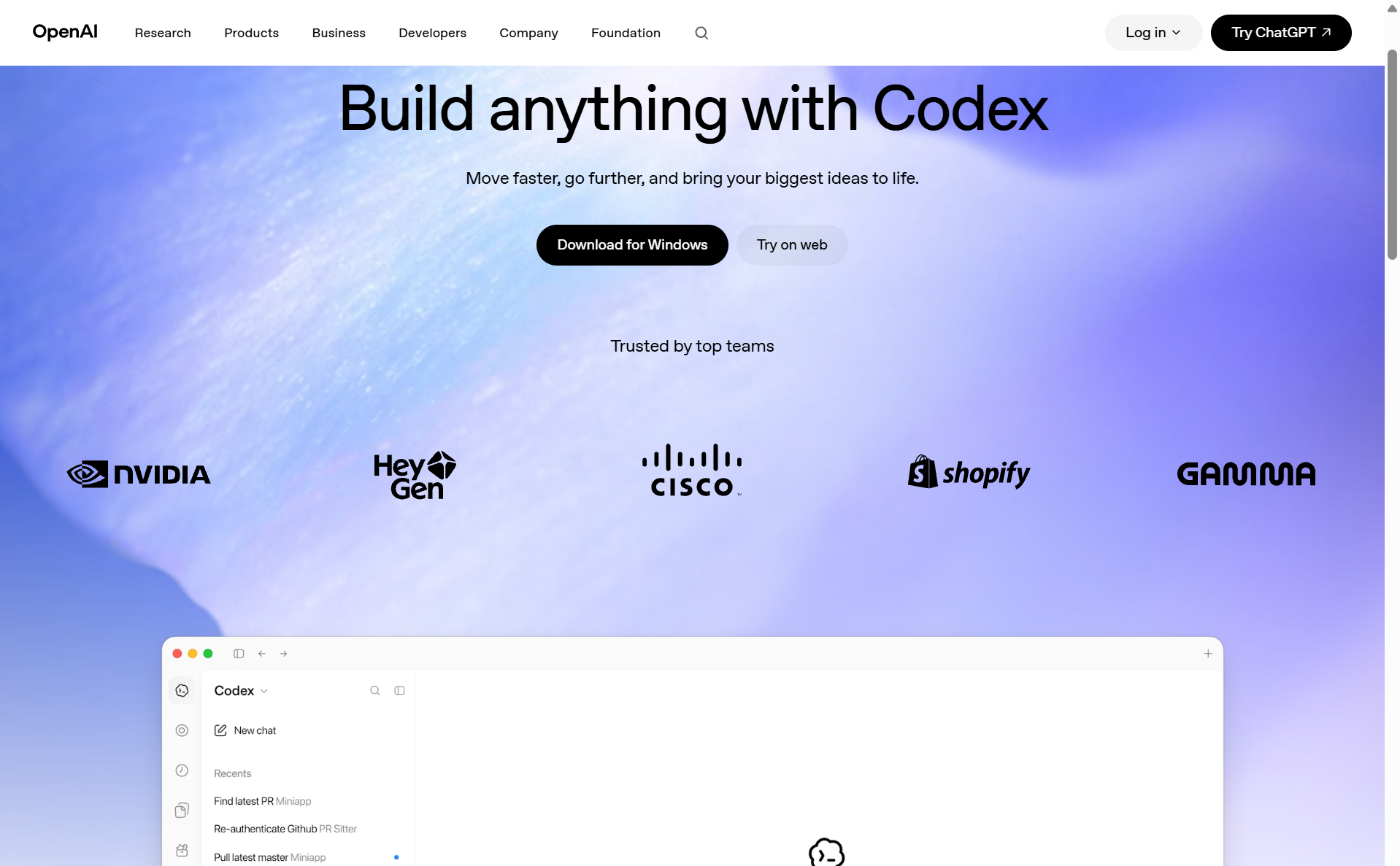 OpenAI
Research
Products
Business
Developers
Company
Foundation
Log in
Try ChatGPT
Build anything with Codex
Move faster, go further, and bring your biggest ideas to life.
Download for Windows
Try on web
Trusted by top teams
NVIDIA
Hey
Gen
CISCO
shopify
GAMMA
Codex
New chat
Recents
Find latest PR Miniapp
Re-authenticate Github PR Sitter
Pull latest master Miniapp